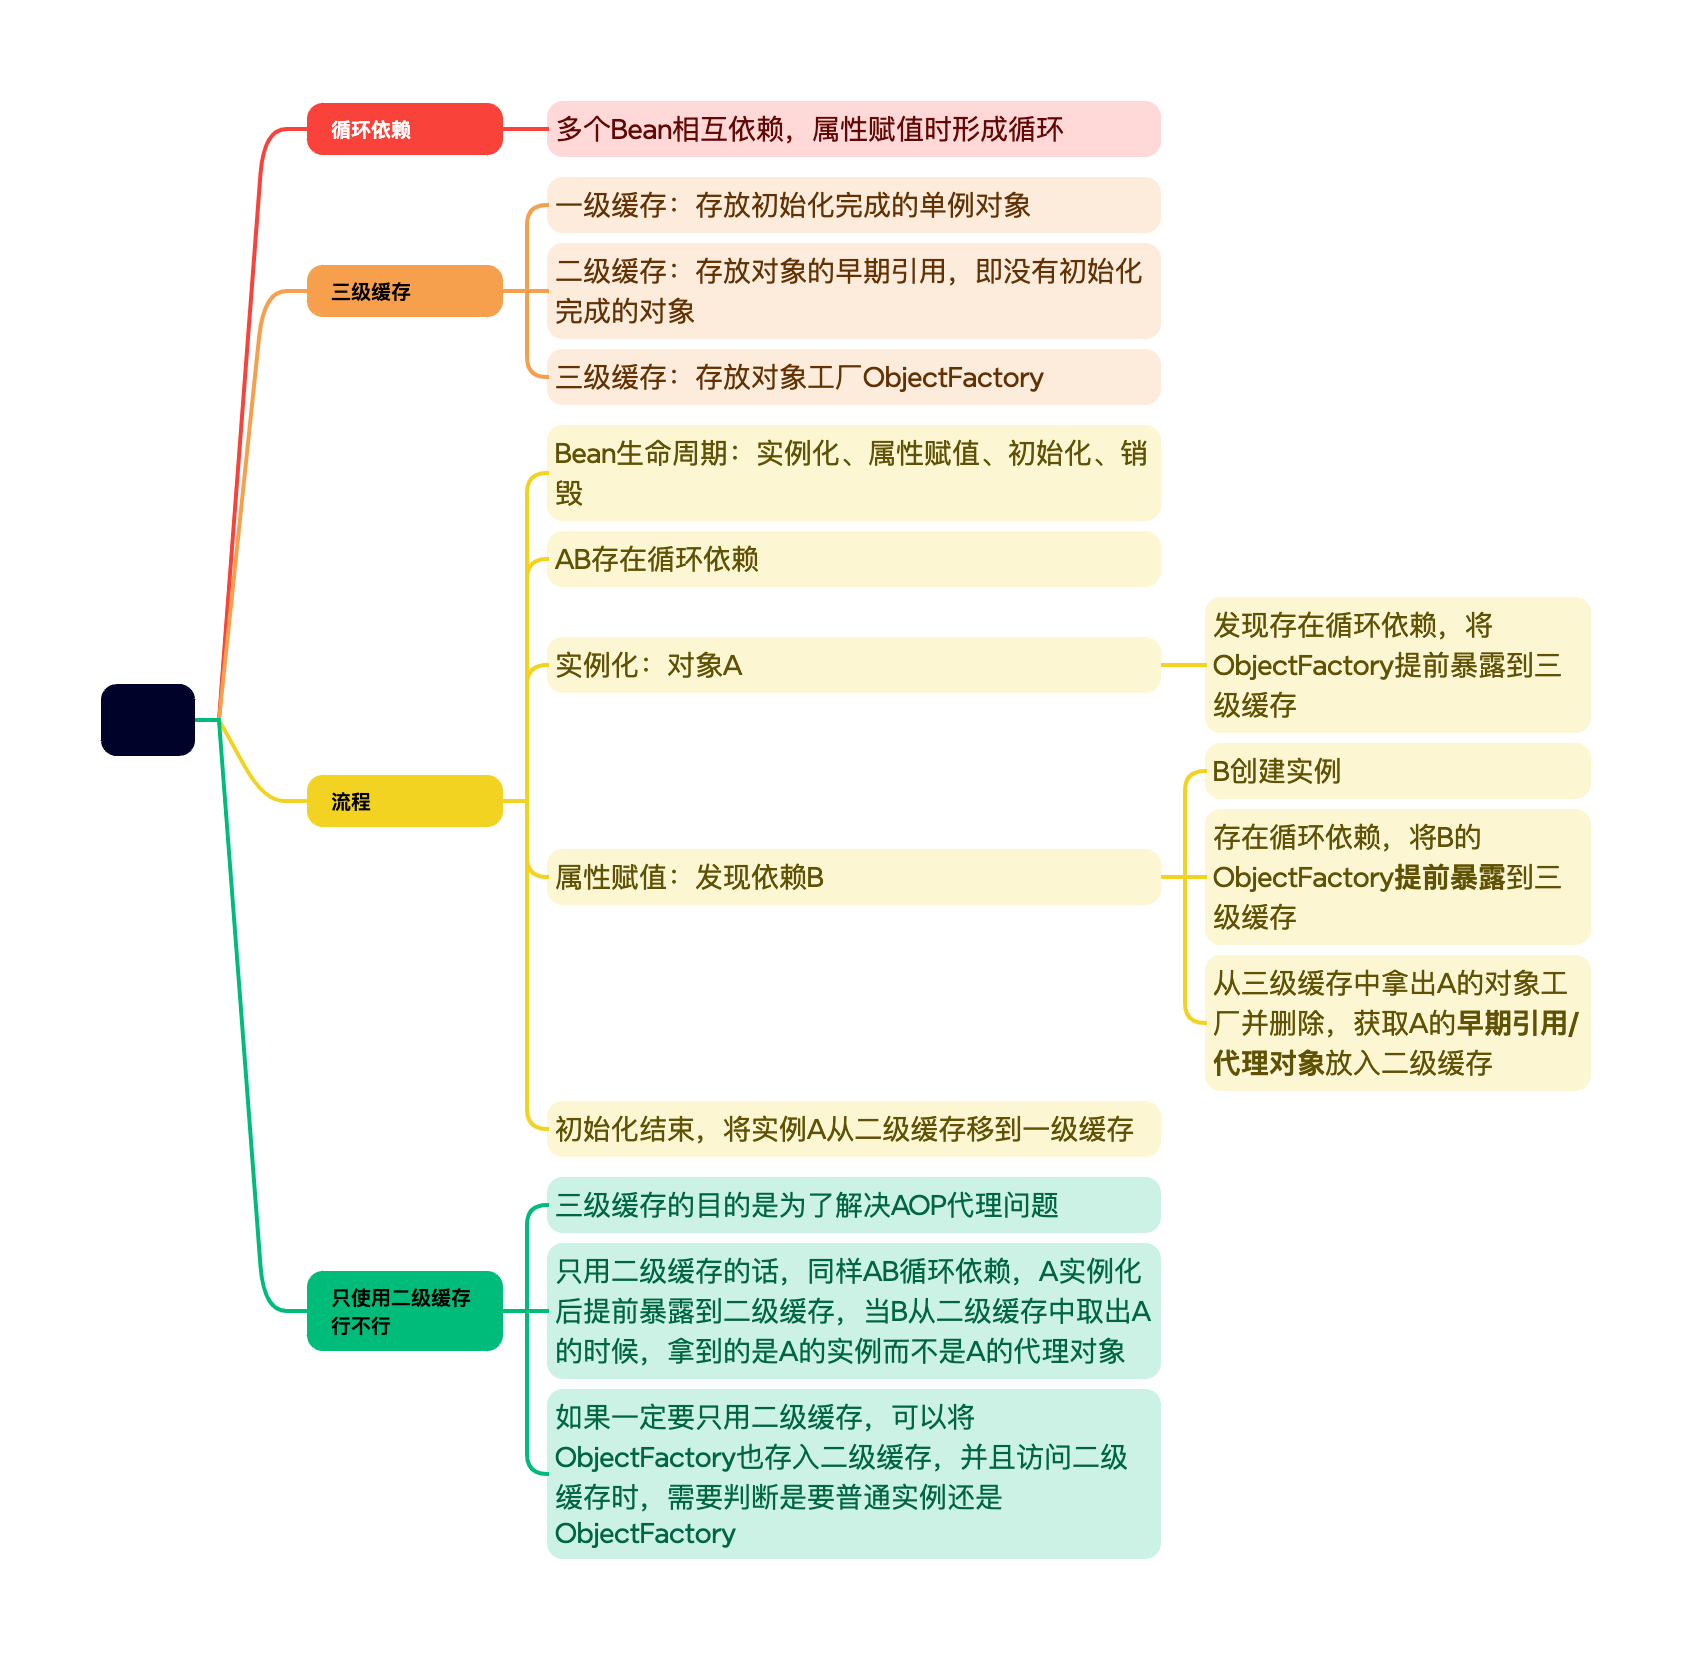 循环依赖
多个Bean相互依赖，属性赋值时形成循环
三级缓存
一级缓存：存放初始化完成的单例对象
二级缓存：存放对象的早期引用，即没有初始化
完成的对象
三级缓存：存放对象工厂ObjectFactory
流程
Bean生命周期：实例化、属性赋值、初始化、销
毁
AB存在循环依赖
实例化：对象A
发现存在循环依赖，将
ObjectFactory提前暴露到三
级缓存
属性赋值：发现依赖B
B创建实例
存在循环依赖，将B的
ObjectFactory提前暴露到三
级缓存
从三级缓存中拿出A的对象工
厂并删除，获取A的早期引用/
代理对象放入二级缓存
初始化结束，将实例A从二级缓存移到一级缓存
只使用二级缓存
行不行
三级缓存的目的是为了解决AOP代理问题
只用二级缓存的话，同样AB循环依赖，A实例化
后提前暴露到二级缓存，当B从二级缓存中取出A
的时候，拿到的是A的实例而不是A的代理对象
如果一定要只用二级缓存，可以将
ObjectFactory也存入二级缓存，并且访问二级
缓存时，需要判断是要普通实例还是
ObjectFactory